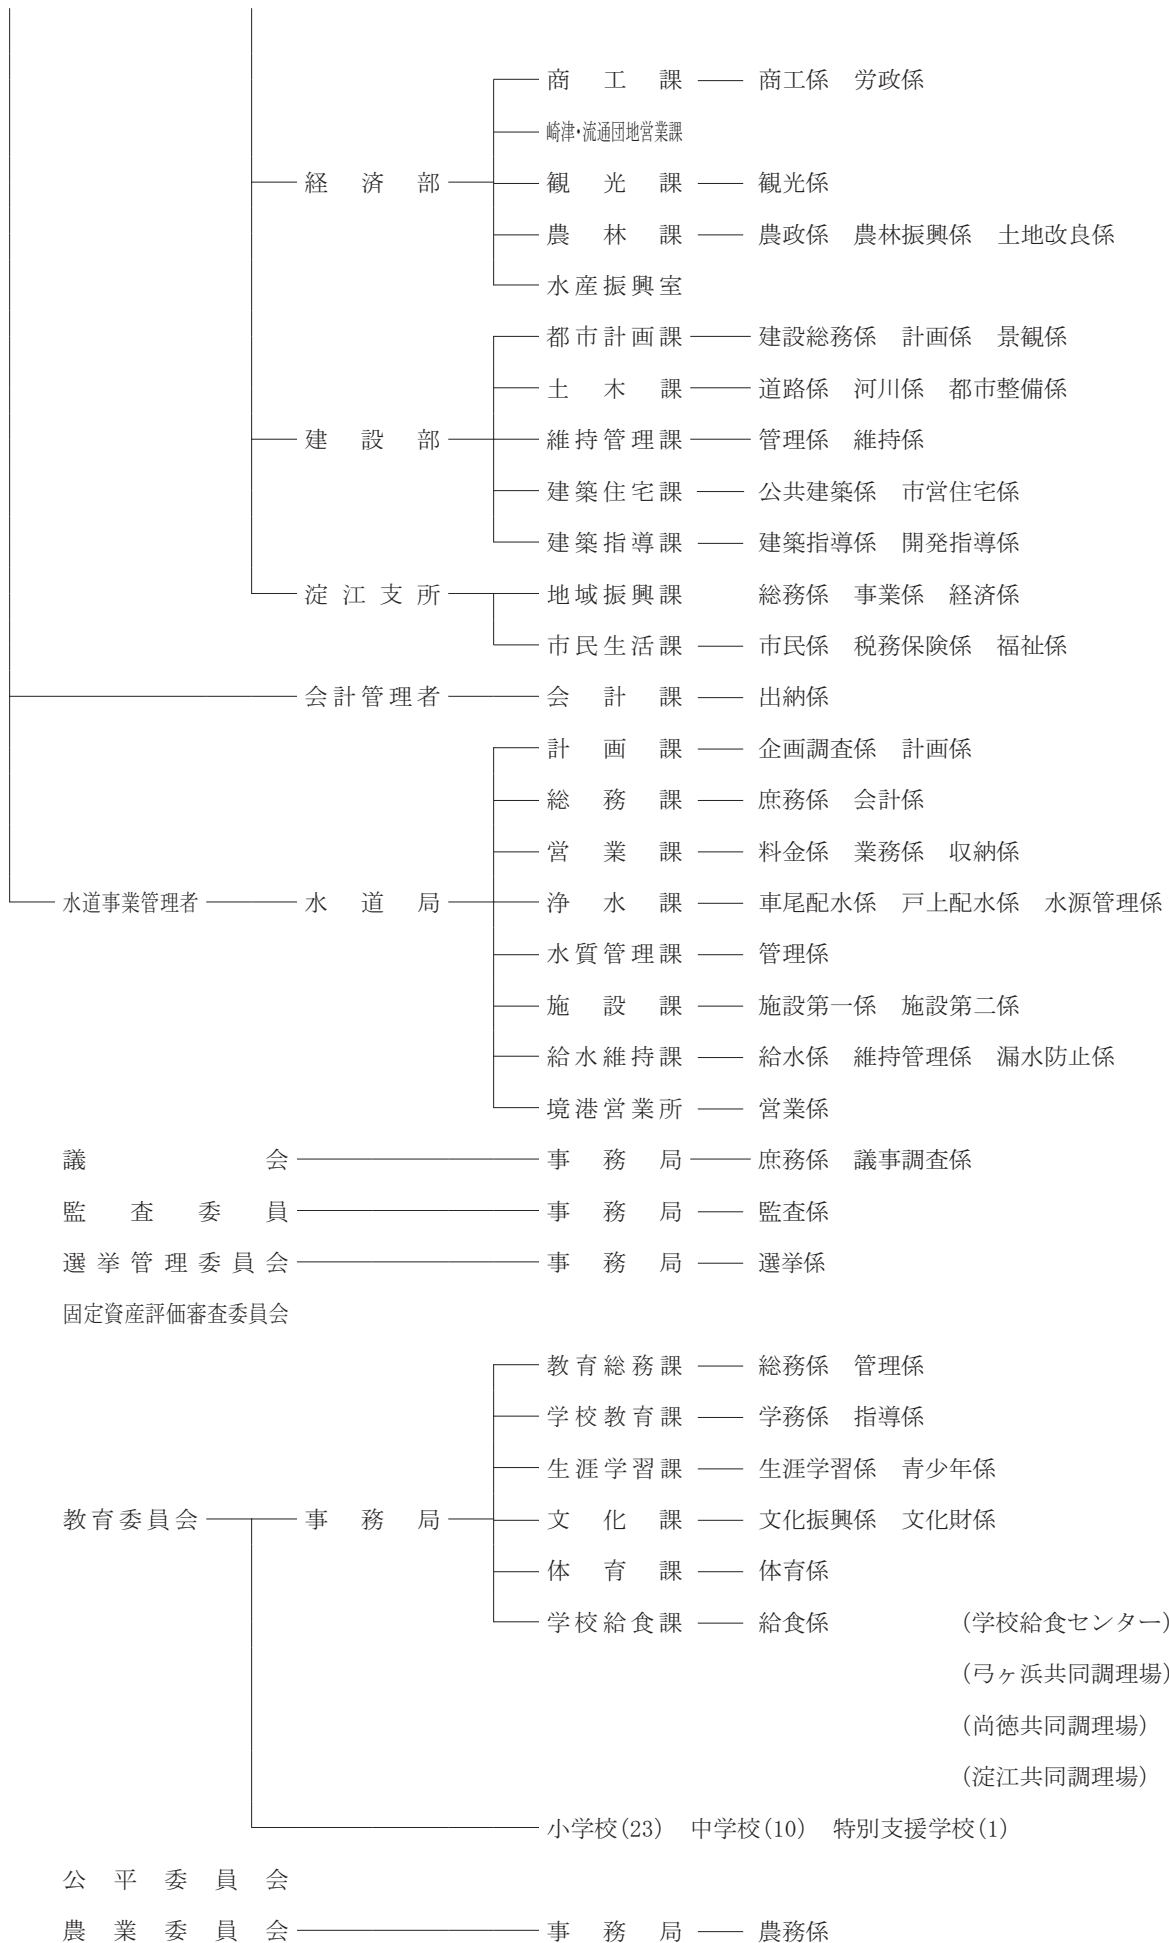 商工課 商工係 労政係
崎津・流通団地営業課
経済部 観光課 観光係
農林課 農政係 農林振興係 土地改良係
水産振興室
都市計画課 建設総務係 計画係 景観係
土木課 道路係 河川係 都市整備係
建設部 維持管理課 管理係 維持係
建築住宅課 公共建築係 市営住宅係
建築指導課 建築指導係 開発指導係
淀江支所 地域振興課 総務係 事業係 経済係
市民生活課 市民係 税務保険係 福祉係
会計管理者 会計課 出納係
計画課 企画調査係 計画係
総務課 庶務係 会計係
営業課 料金係 業務係 収納係
水道事業管理者 水道局 浄水課 車尾配水係 戸上配水係 水源管理係
水質管理課 管理係
施設課 施設第一係 施設第二係
給水維持課 給水係 維持管理係 漏水防止係
境港営業所 営業係
議会 事務局 庶務係 議事調査係
監査委員 事務局 監査係
選挙管理委員会 事務局 選挙係
固定資産評価審査委員会
教育総務課 総務係 管理係
学校教育課 学務係 指導係
生涯学習課 生涯学習係 青少年係
教育委員会 事務局 文化課 文化振興係 文化財係
体育課 体育係
学校給食課 給食係 (学校給食センター)
(弓ヶ浜共同調理場)
(尚徳共同調理場)
(淀江共同調理場)
小学校(23) 中学校(10) 特別支援学校(1)
公平委員会
農業委員会 事務局 農務係